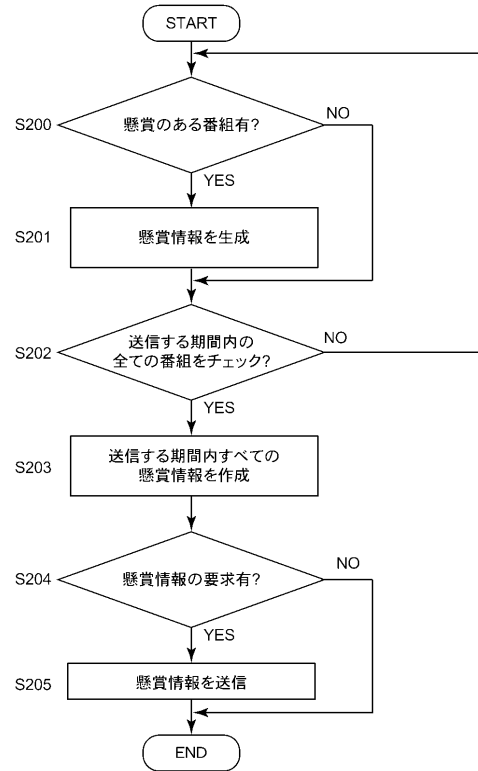 START
S200
懸賞のある番組有?
NO
YES
S201
懸賞情報を生成
S202
送信する期間内の
全ての番組をチェック?
NO
YES
S203
送信する期間内すべての
懸賞情報を作成
S204
懸賞情報の要求有?
NO
YES
S205
懸賞情報を送信
END